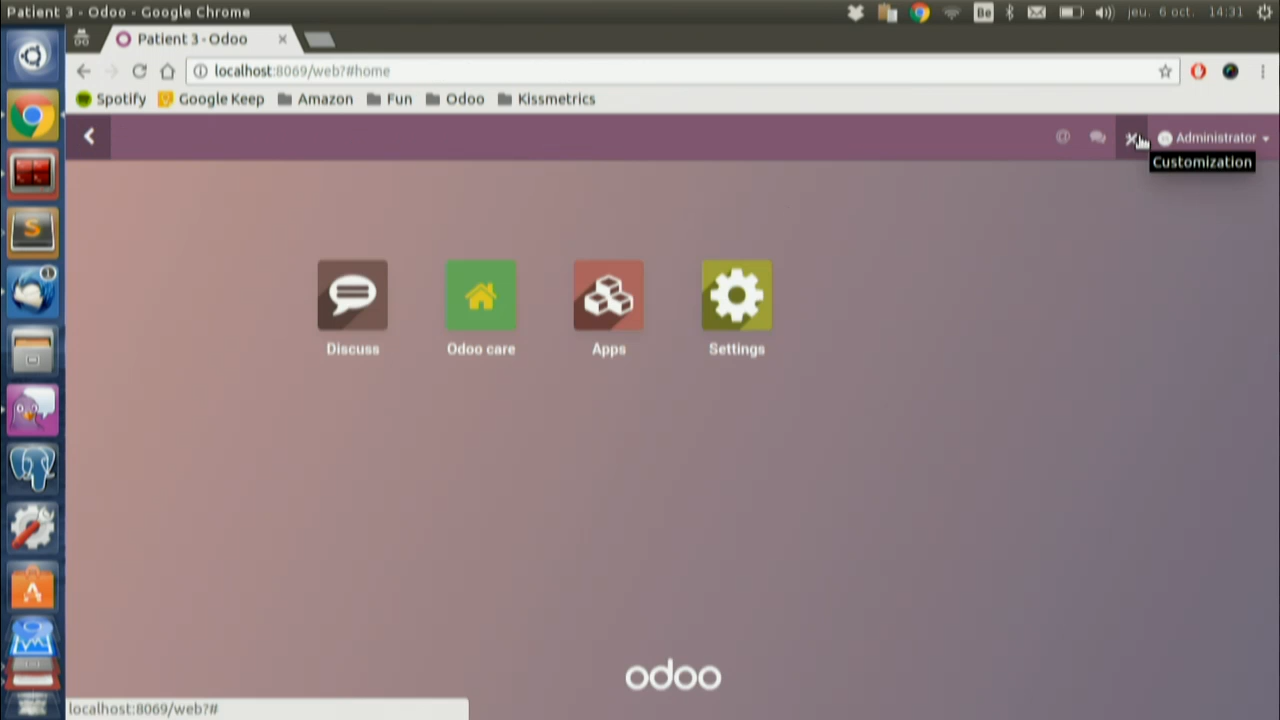 Patient 3 - Odoo - Google Chrome
Be
jeu. 6 oct. 14:31
Patient 3 - Odoo
localhost:8069/web?#home
Spotify Google Keep Amazon Fun Odoo Kissmetrics
@ Administrator
Customization
Discuss Odoo care Apps Settings
odoo
localhost:8069/web?#